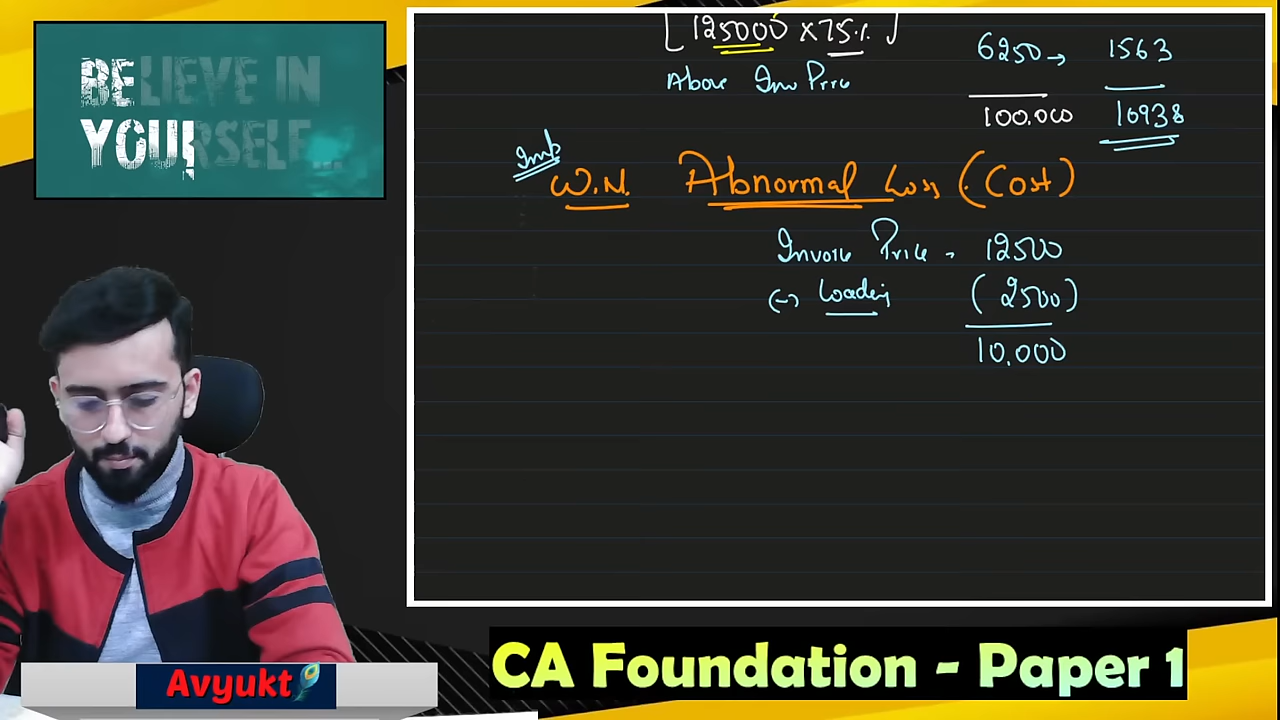 BELIEVE IN
YOURSELF...
[125000 x 75%]
Above Inv Price
6250 → 1563
100.000 10938
Imp
W.N. Abnormal Loss (Cost)
Invoice Price - 12500
(-) Loading (2500)
10.000
Avyukt
CA Foundation - Paper 1